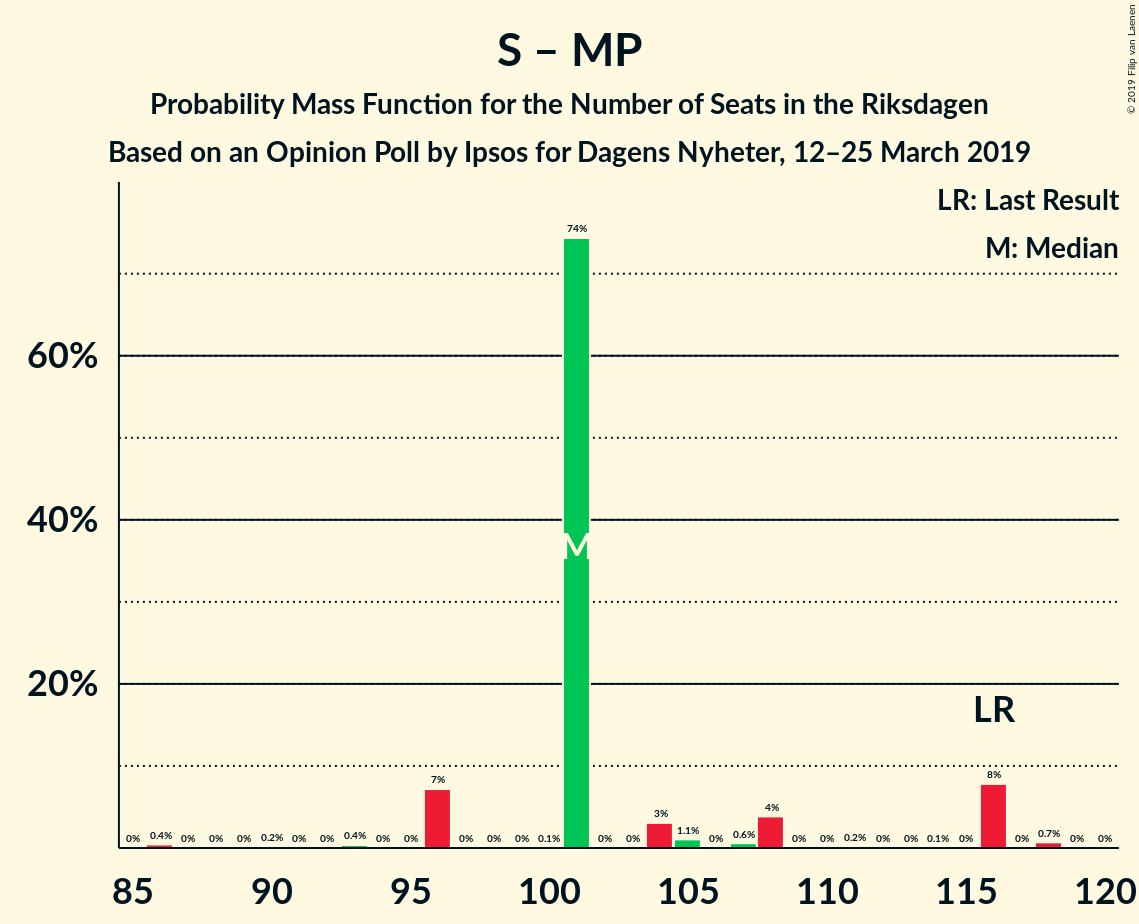 S – MP
Probability Mass Function for the Number of Seats in the Riksdagen
Based on an Opinion Poll by Ipsos for Dagens Nyheter, 12–25 March 2019
© 2019 Filip van Laenen
LR: Last Result
M: Median
74%
60%
40%
M
20%
LR
0% 0.4% 0% 0% 0% 0.2% 0% 0% 0.4% 0% 0% 7% 0% 0% 0% 0.1% 0% 0% 3% 1.1% 0% 0.6% 4% 0% 0% 0.2% 0% 0% 0.1% 0% 8% 0% 0.7% 0% 0%
85 90 95 100 105 110 115 120